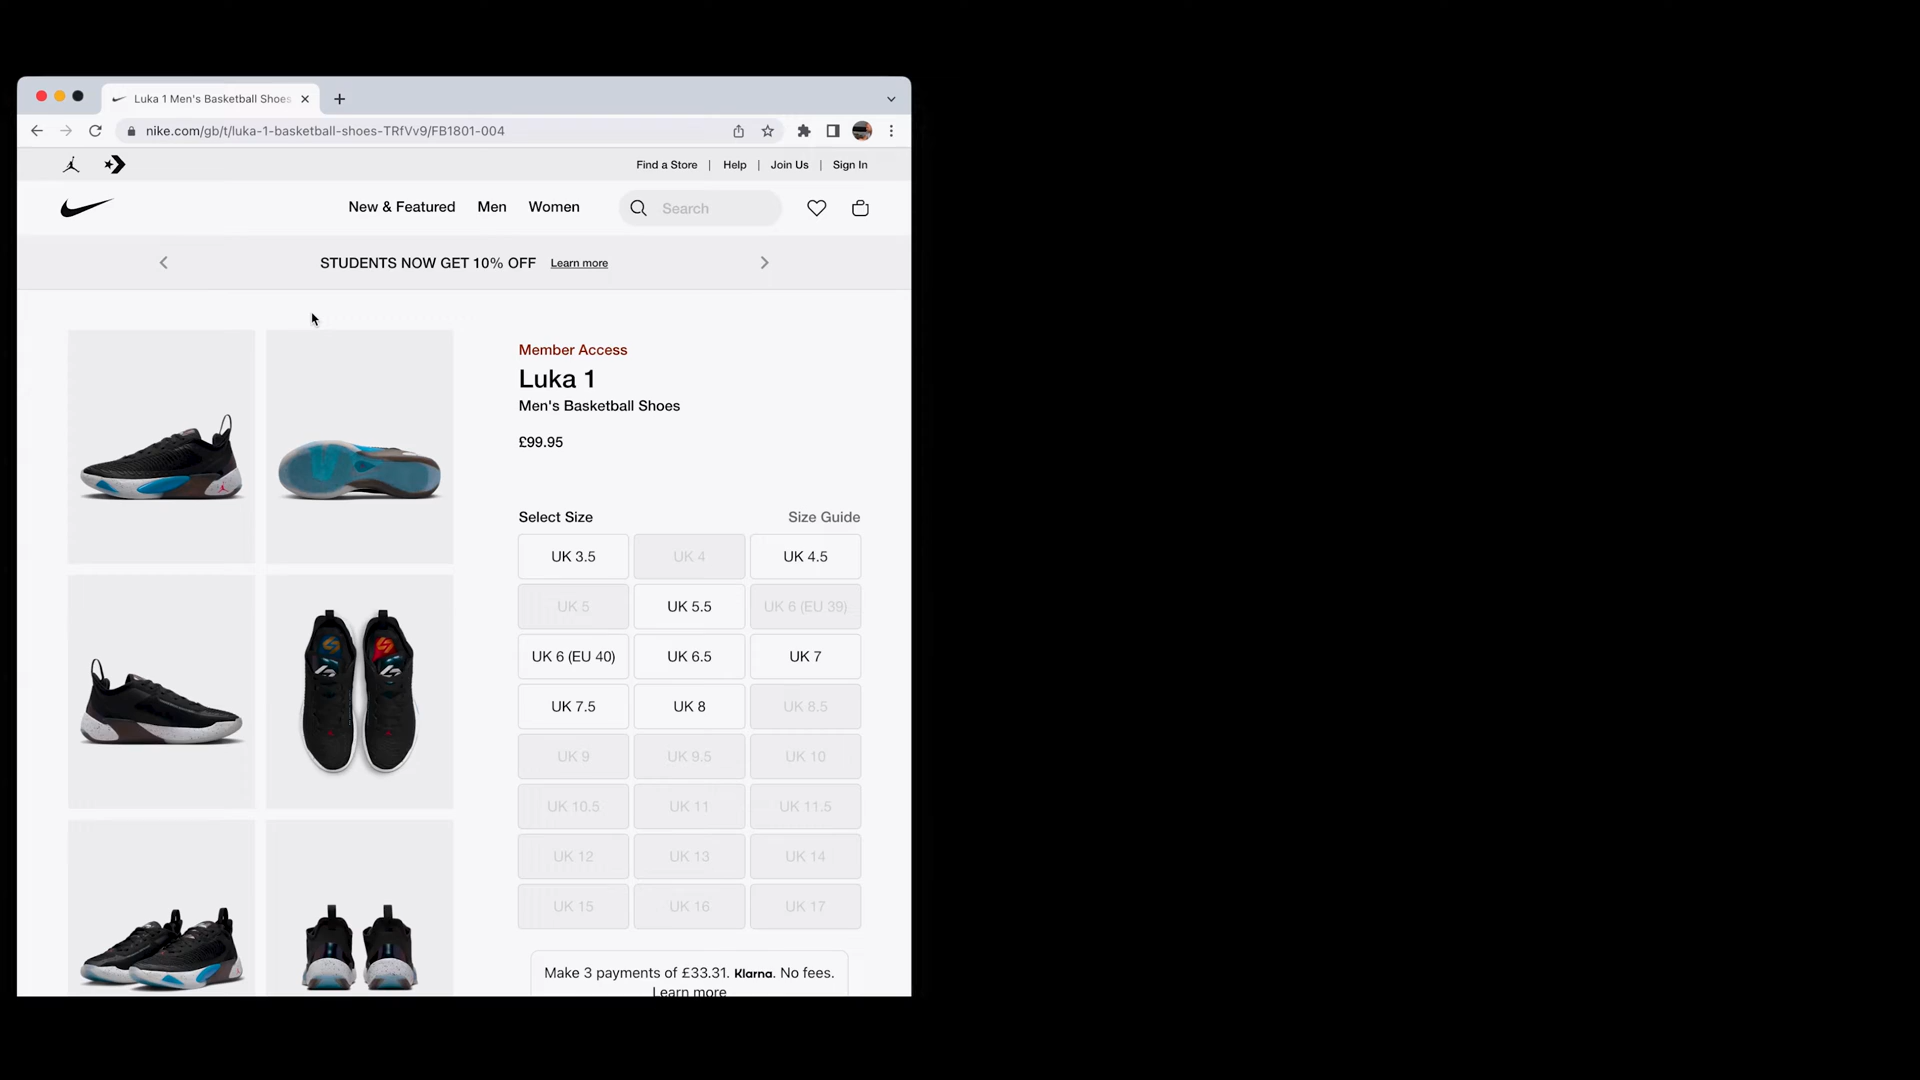 Luka 1 Men's Basketball Shoes
nike.com/gb/t/luka-1-basketball-shoes-TRfVv9/FB1801-004
Find a Store | Help | Join Us | Sign In
New & Featured Men Women Search
STUDENTS NOW GET 10% OFF Learn more
Member Access
Luka 1
Men's Basketball Shoes
£99.95
Select Size Size Guide
UK 3.5 UK 4 UK 4.5
UK 5 UK 5.5 UK 6 (EU 39)
UK 6 (EU 40) UK 6.5 UK 7
UK 7.5 UK 8 UK 8.5
UK 9 UK 9.5 UK 10
UK 10.5 UK 11 UK 11.5
UK 12 UK 13 UK 14
UK 15 UK 16 UK 17
Make 3 payments of £33.31. Klarna. No fees.
Learn more